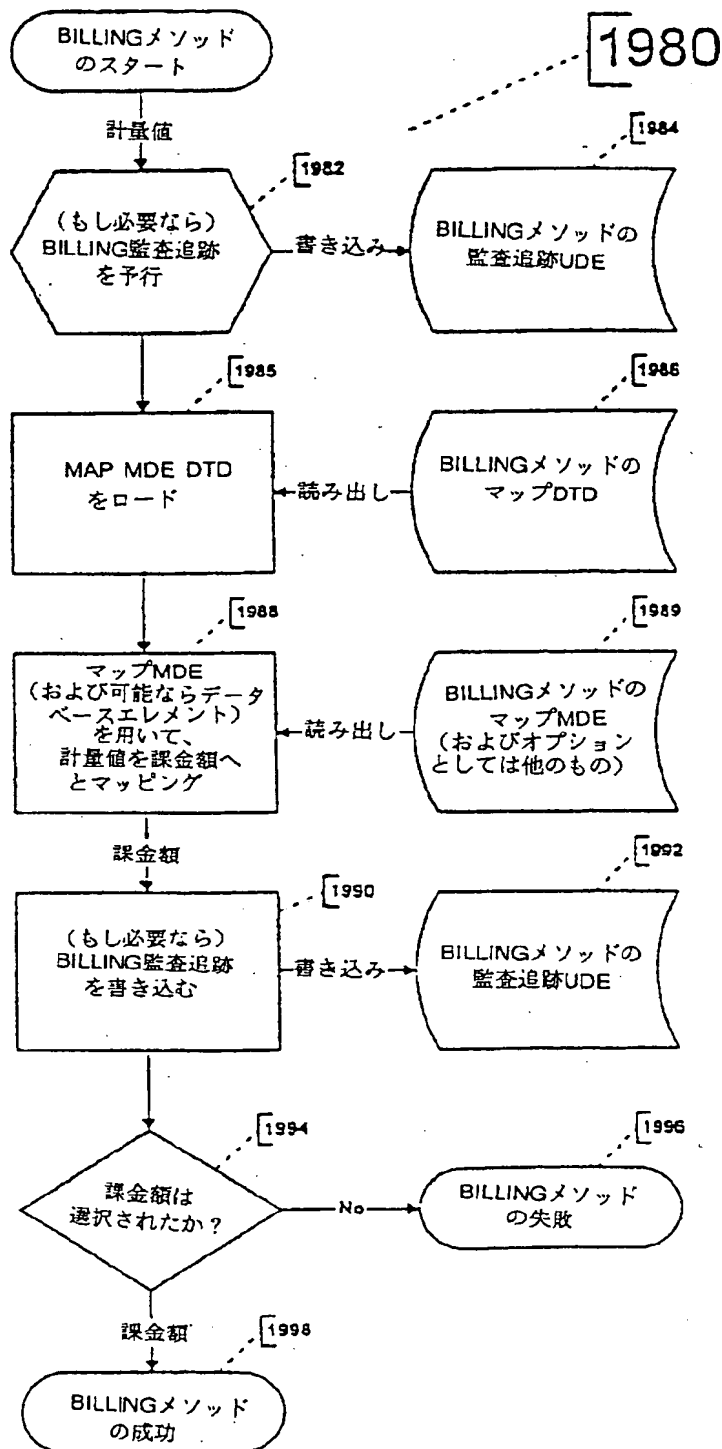 BILLINGメソッド
のスタート
1980
計量値
1982
1984
(もし必要なら)
BILLING監査追跡
を予行
書き込み
BILLINGメソッドの
監査追跡UDE
1985
1986
MAP MDE DTD
をロード
読み出し
BILLINGメソッドの
マップDTD
1988
1989
マップMDE
(および可能ならデータ
ベースエレメント)
を用いて、
計量値を課金額へ
とマッピング
読み出し
BILLINGメソッドの
マップMDE
(およびオプション
としては他のもの)
課金額
1990
1992
(もし必要なら)
BILLING監査追跡
を書き込む
書き込み
BILLINGメソッドの
監査追跡UDE
1994
1996
課金額は
選択されたか?
No
BILLINGメソッド
の失敗
課金額
1998
BILLINGメソッド
の成功